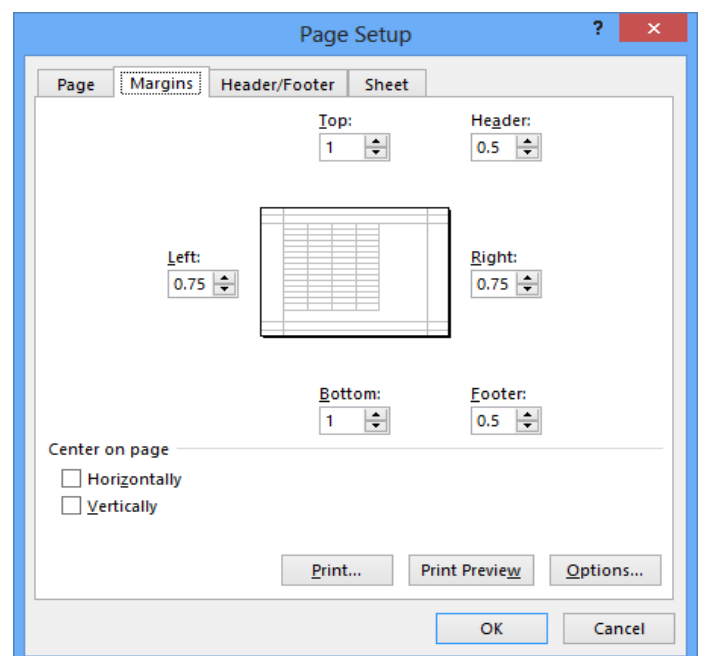 Page Setup
? ×
Page Margins Header/Footer Sheet
Top: Header:
1 0.5
Left: Right:
0.75 0.75
Bottom: Footer:
1 0.5
Center on page
Horizontally
Vertically
Print... Print Preview Options...
OK Cancel